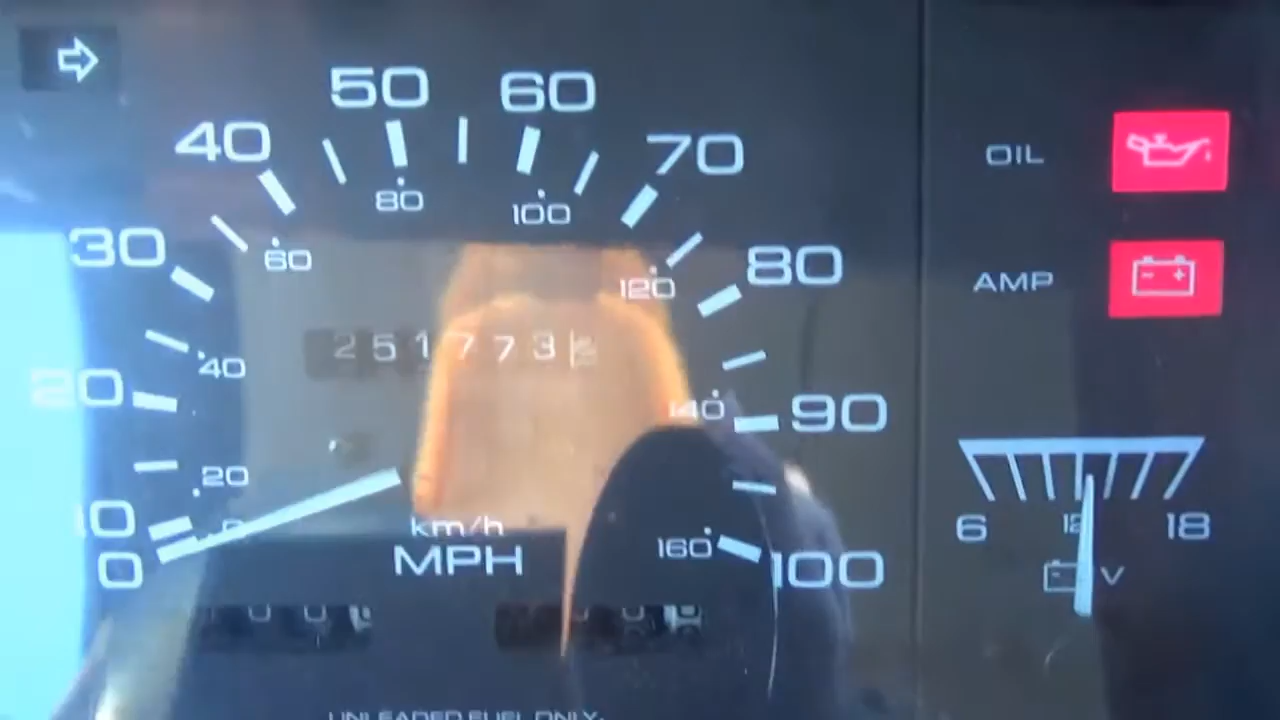 50 60
40 70
80 100
OIL
30 60 80
120
AMP
251773
40
20
140 90
20
10 6 12 18
km/h
MPH
160
0 100
V
UNLEADED FUEL ONLY.